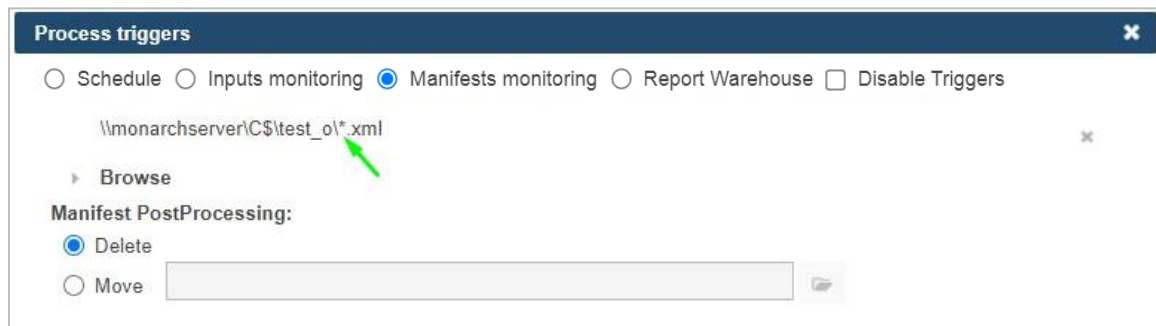 Process triggers
Schedule Inputs monitoring Manifests monitoring Report Warehouse Disable Triggers
\\monarchserver\C$\test_o\*.xml
Browse
Manifest PostProcessing:
Delete
Move